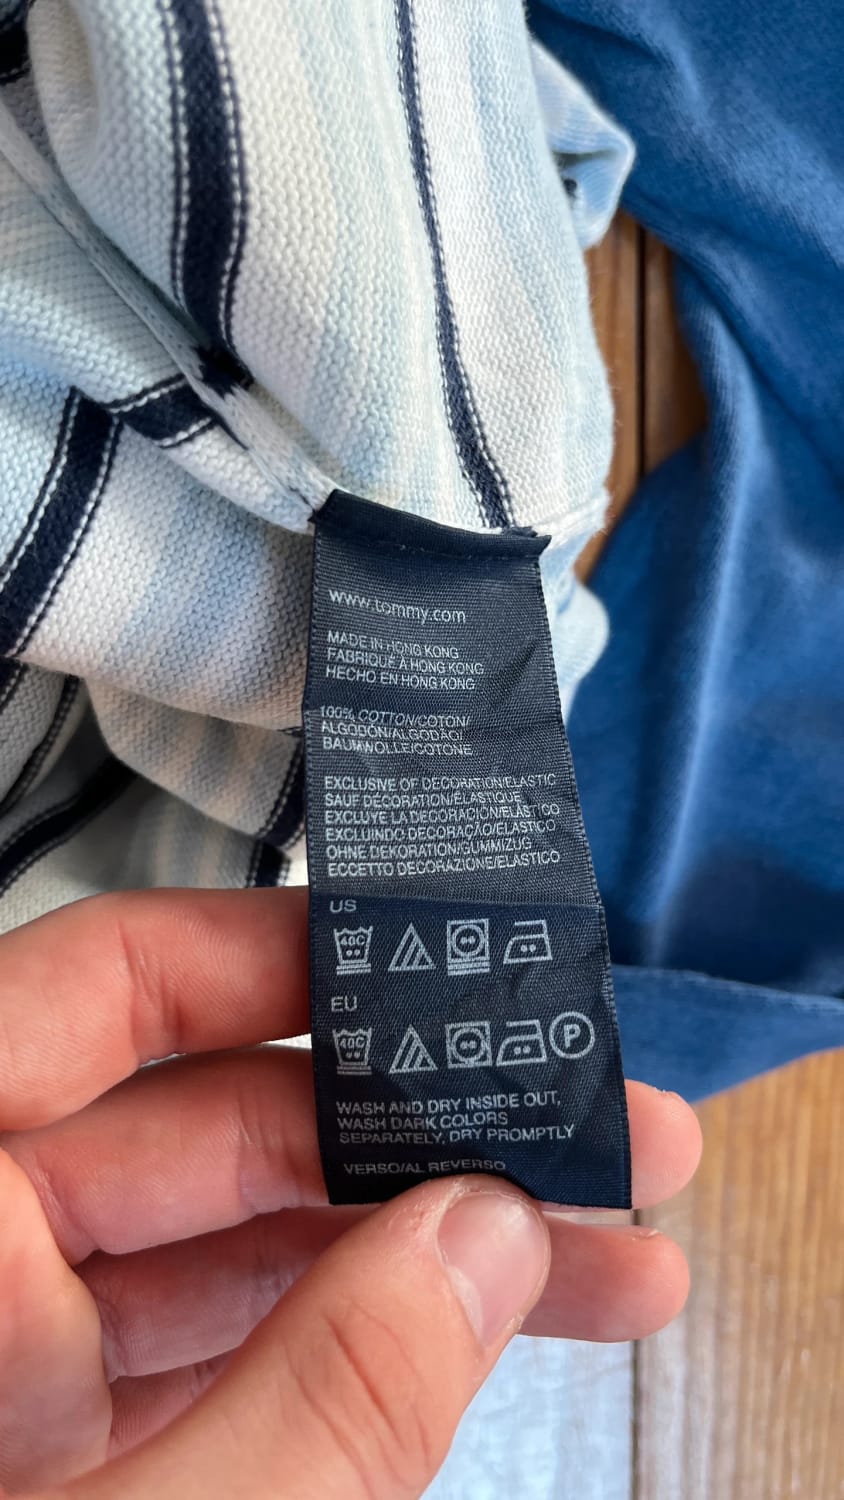 www.tommy.com
MADE IN HONG KONG
FABRIQUÉ À HONG KONG
HECHO EN HONG KONG
100% COTTON/COTON/
ALGODÓN/ALGODÃO/
BAUMWOLLE/COTONE
EXCLUSIVE OF DECORATION/ELASTIC
SAUF DÉCORATION/ÉLASTIQUE
EXCLUYE LA DECORACIÓN/ELÁSTICO
EXCLUINDO DECORAÇÃO/ELÁSTICO
OHNE DEKORATION/GUMMIZUG
ECCETTO DECORAZIONE/ELASTICO
US
40C
EU
40C
P
WASH AND DRY INSIDE OUT,
WASH DARK COLORS
SEPARATELY, DRY PROMPTLY
VERSO/AL REVERSO